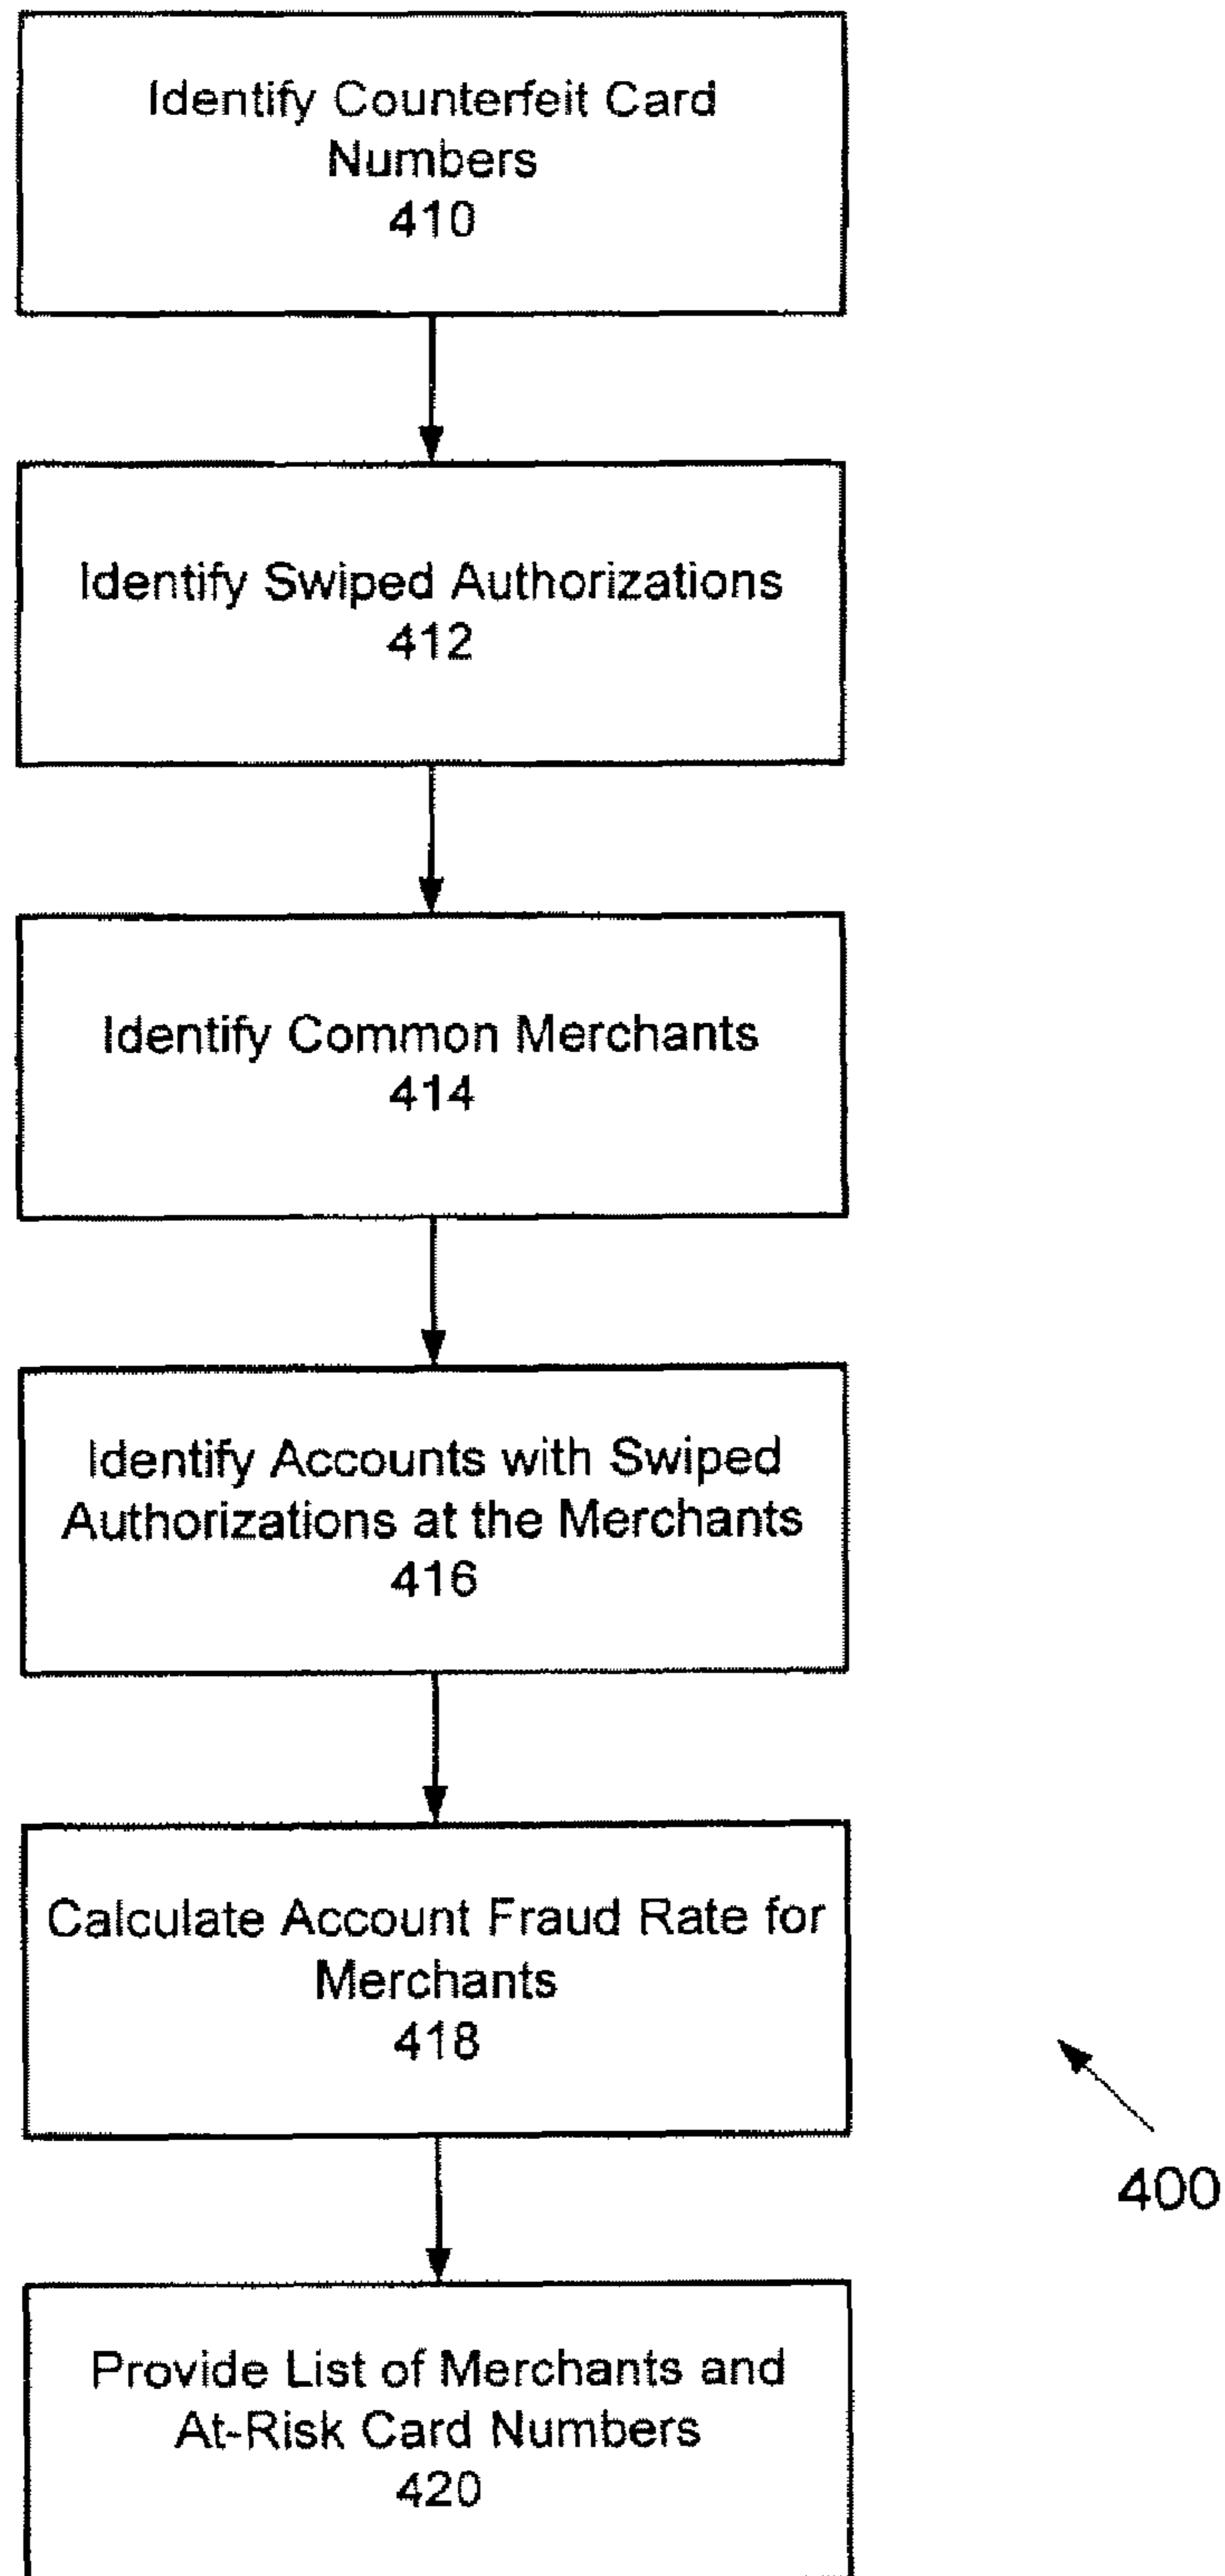 Identify Counterfeit Card
Numbers
410
Identify Swiped Authorizations
412
Identify Common Merchants
414
Identify Accounts with Swiped
Authorizations at the Merchants
416
Calculate Account Fraud Rate for
Merchants
418
400
Provide List of Merchants and
At-Risk Card Numbers
420